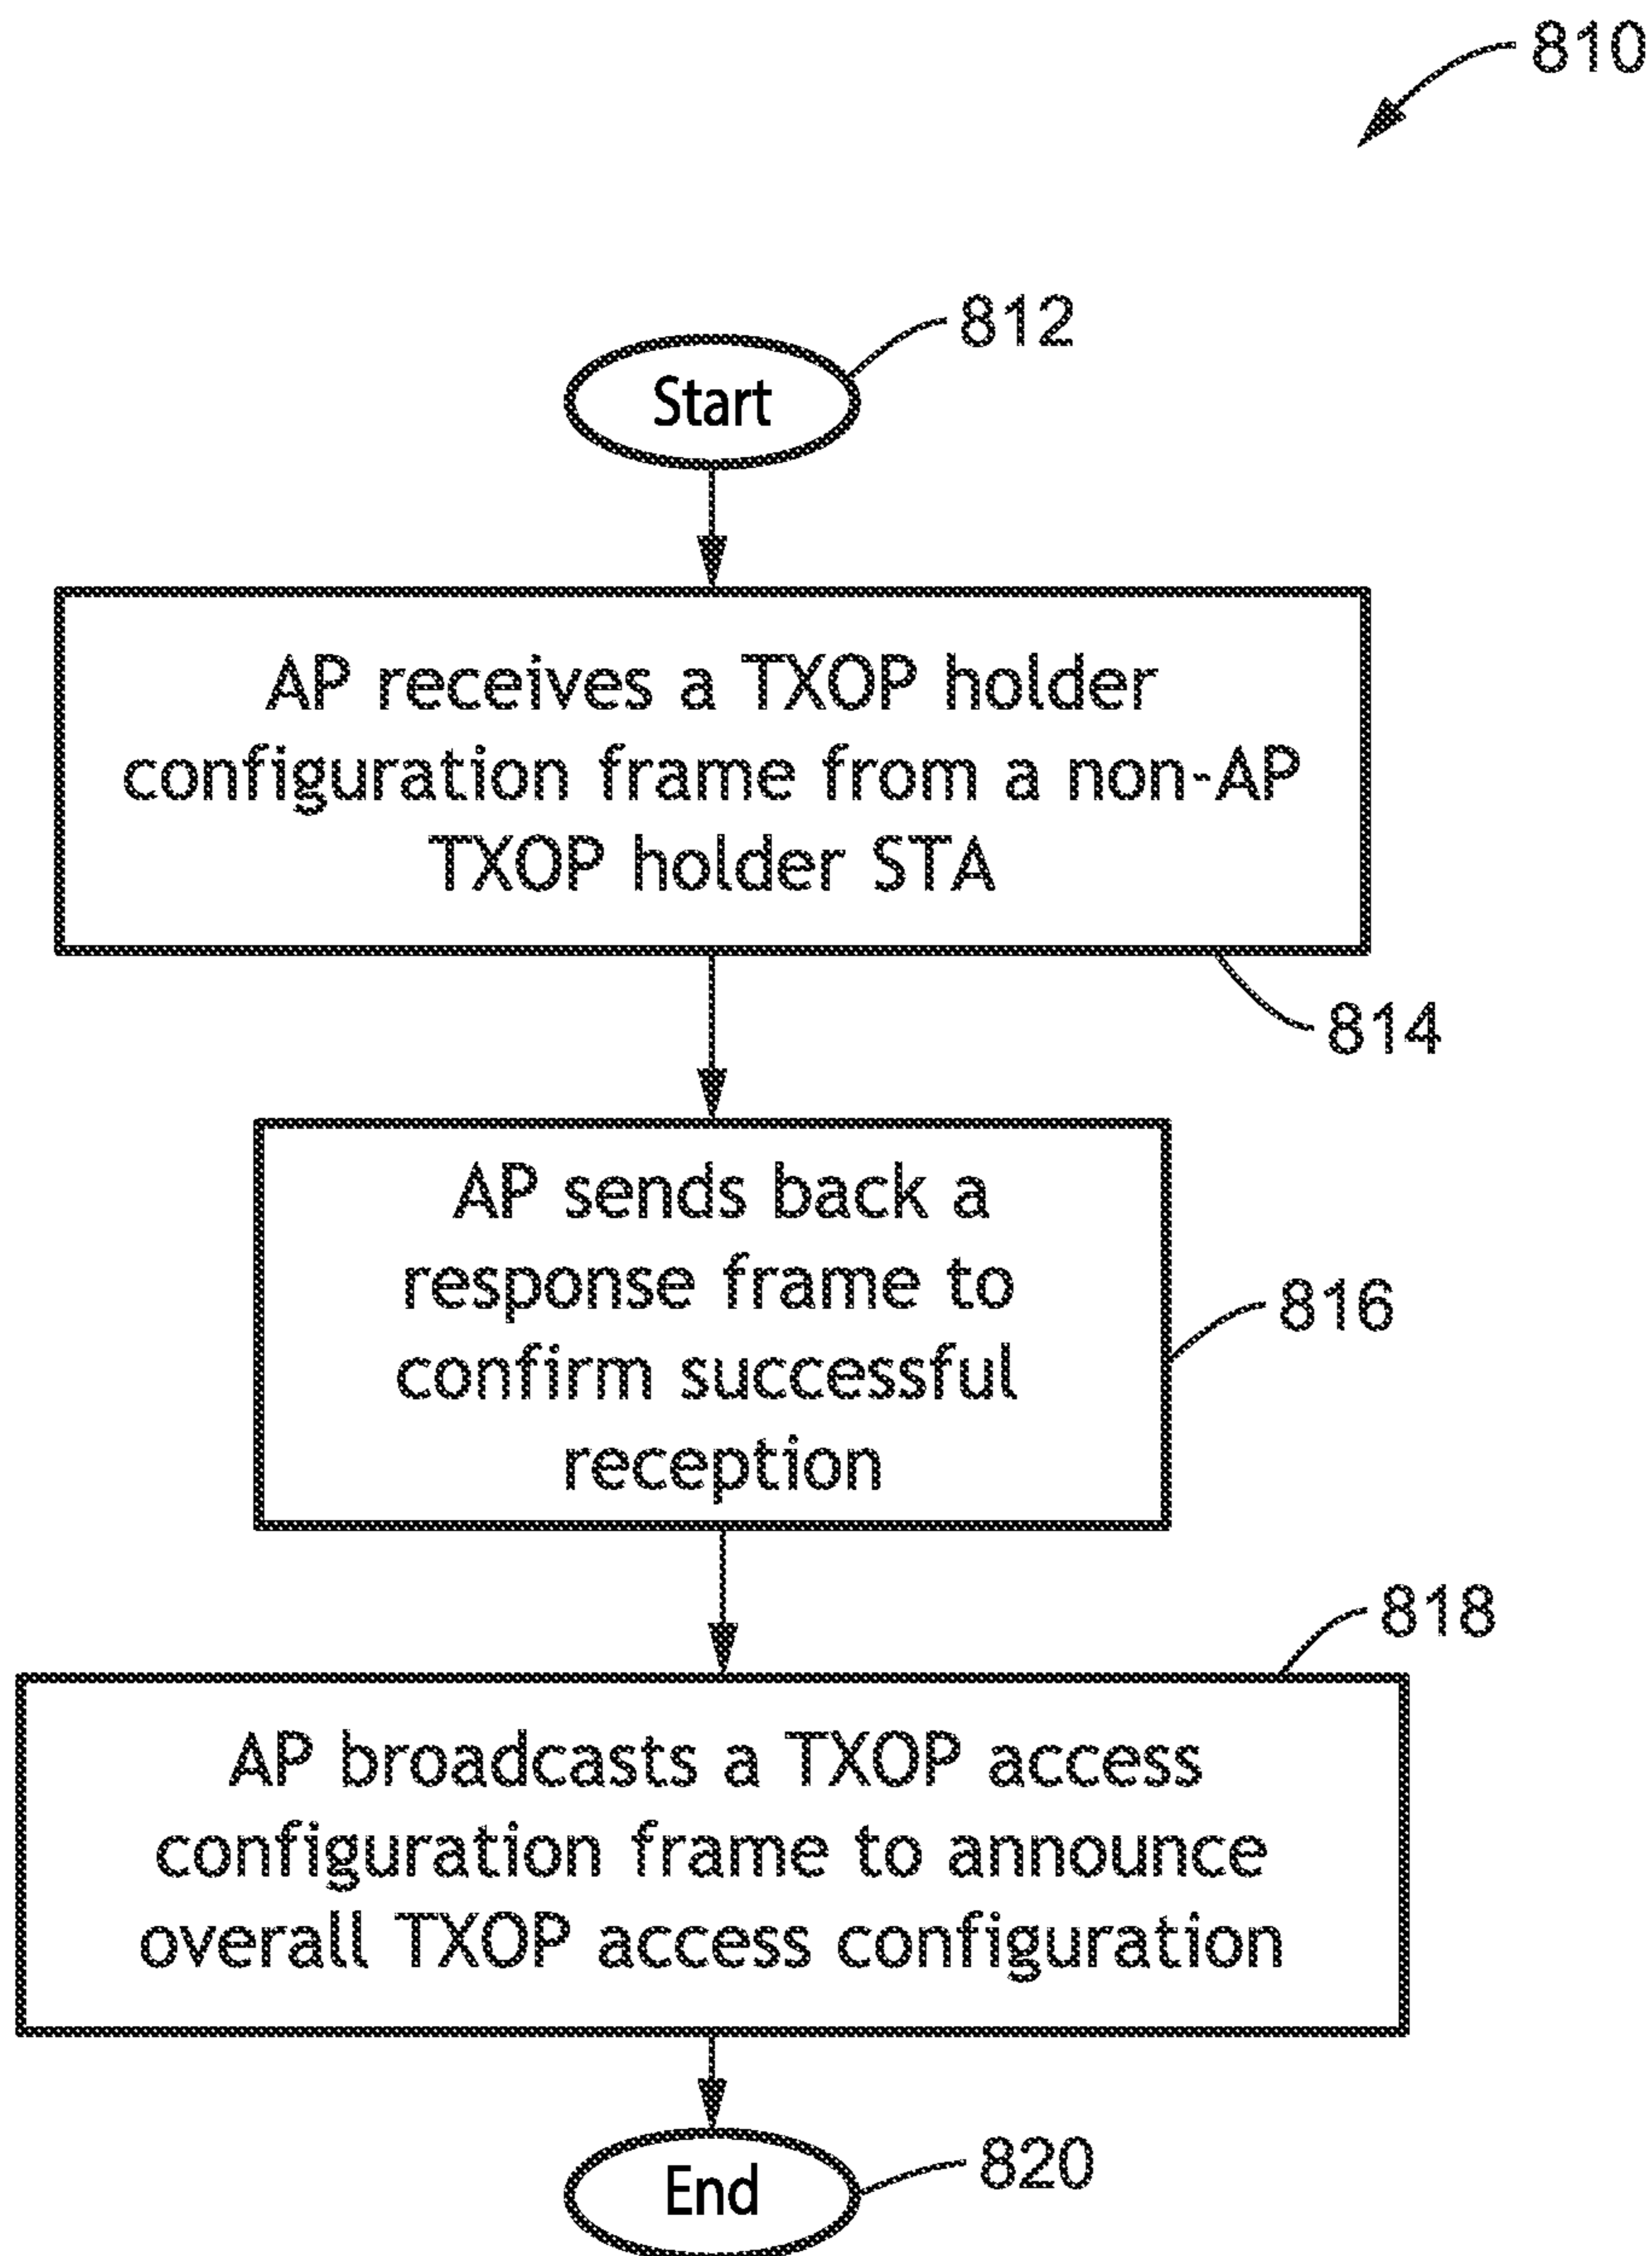 810
812
Start
AP receives a TXOP holder
configuration frame from a non-AP
TXOP holder STA
814
AP sends back a
response frame to
confirm successful
reception
816
818
AP broadcasts a TXOP access
configuration frame to announce
overall TXOP access configuration
820
End